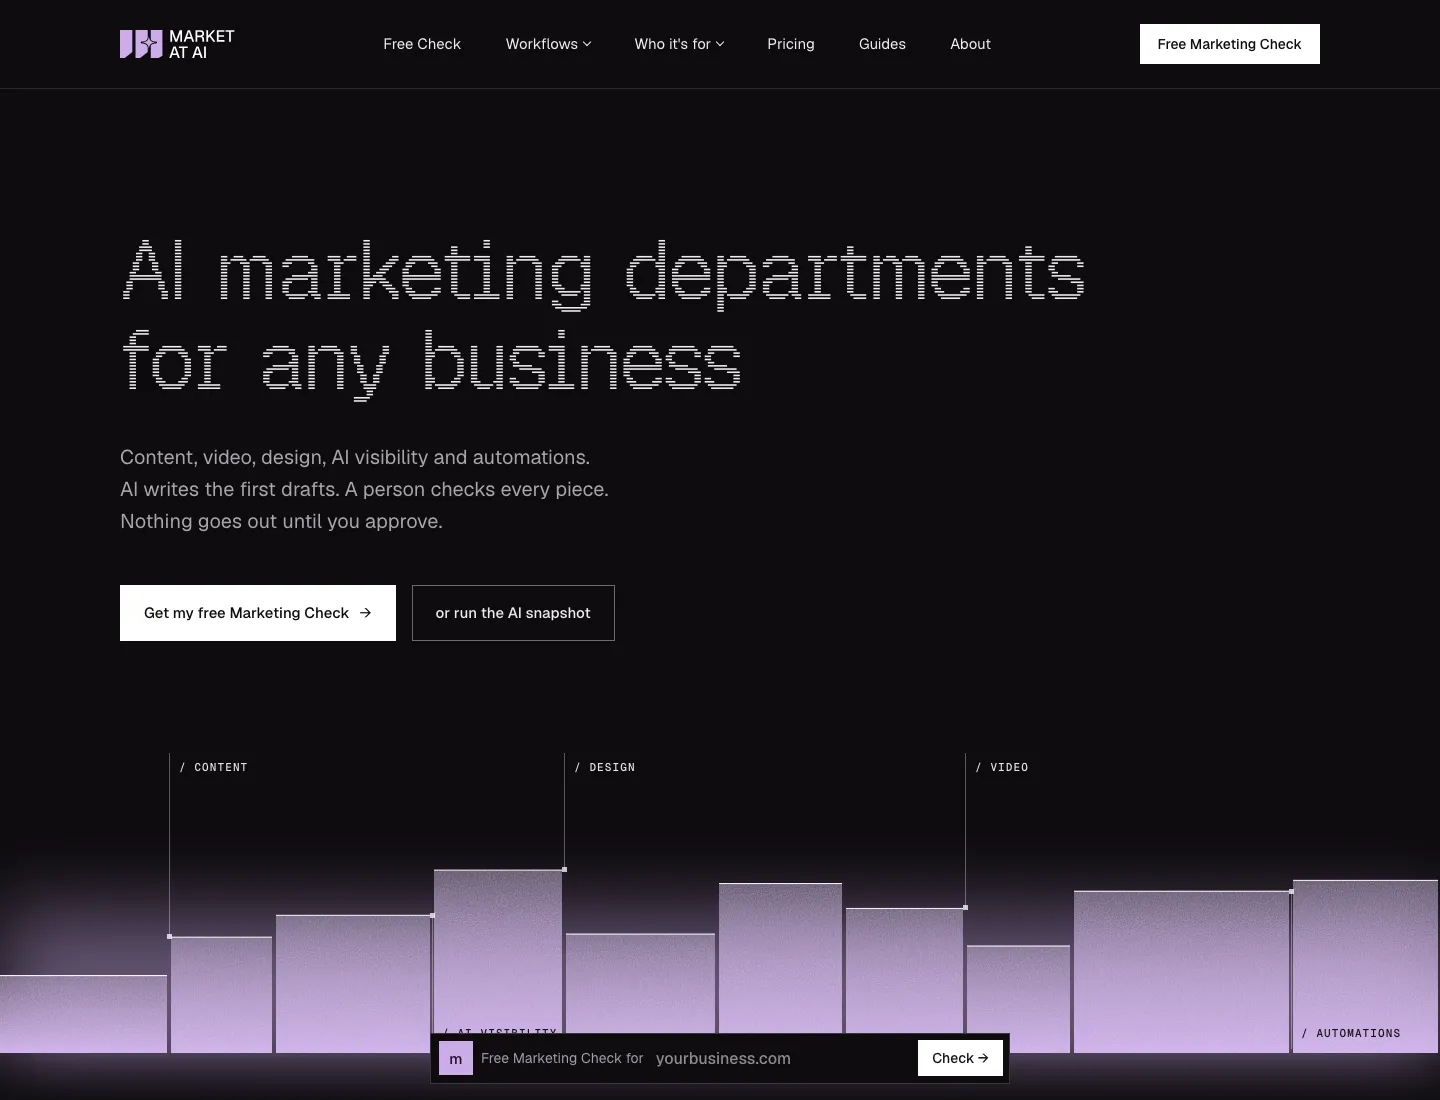 MARKET
AT AI
Free Check
Workflows
Who it's for
Pricing
Guides
About
Free Marketing Check
AI marketing departments
for any business
Content, video, design, AI visibility and automations.
AI writes the first drafts. A person checks every piece.
Nothing goes out until you approve.
Get my free Marketing Check →
or run the AI snapshot
/ CONTENT
/ DESIGN
/ VIDEO
/ AI VISIBILITY
/ AUTOMATIONS
m
Free Marketing Check for yourbusiness.com
Check →